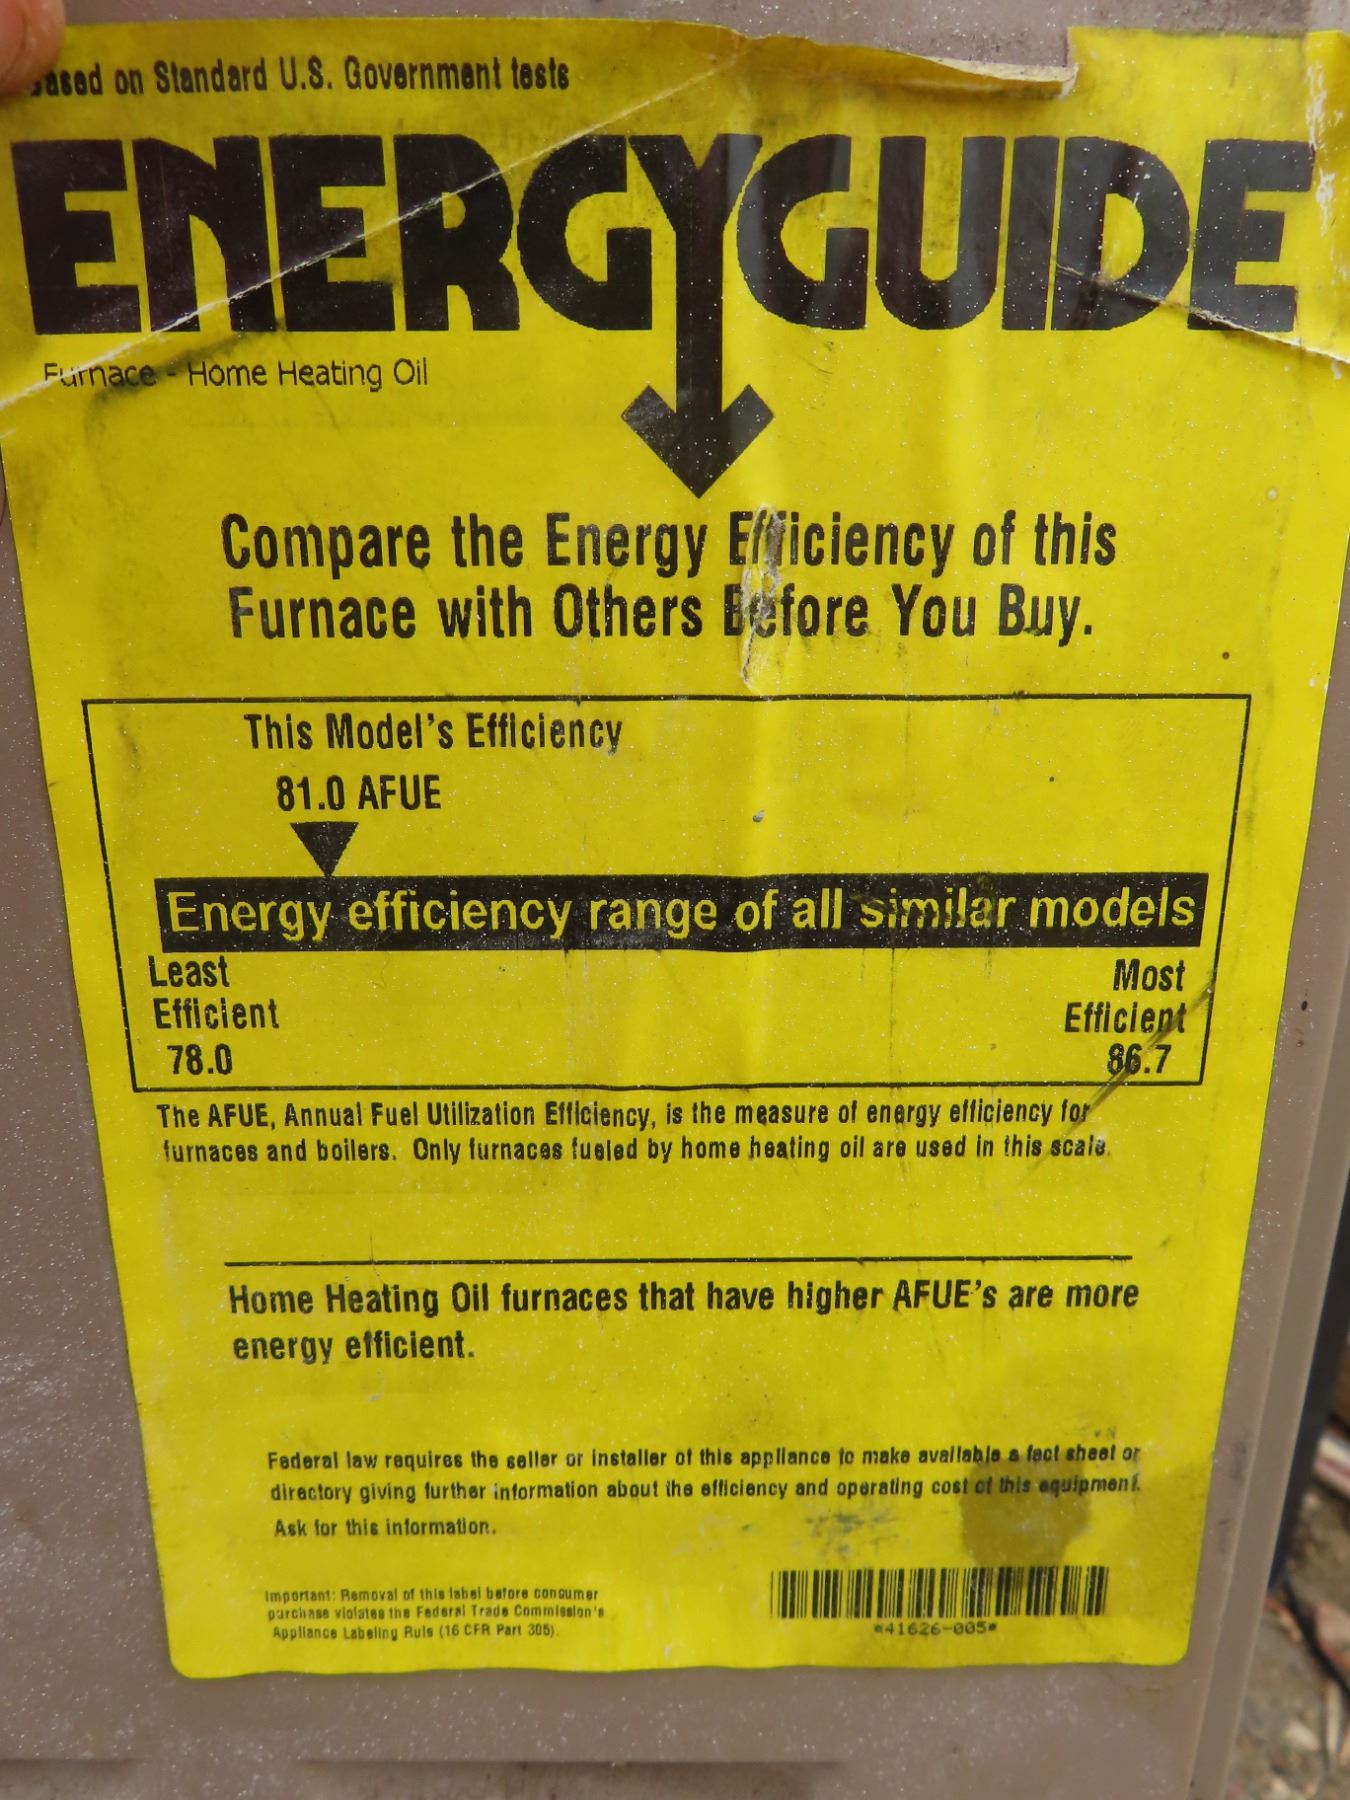 Based on Standard U.S. Government tests
ENERGYGUIDE
Furnace - Home Heating Oil
Compare the Energy Efficiency of this
Furnace with Others Before You Buy.
This Model's Efficiency
81.0 AFUE
Energy efficiency range of all similar models
Least
Efficient
78.0
Most
Efficient
86.7
The AFUE, Annual Fuel Utilization Efficiency, is the measure of energy efficiency for
furnaces and boilers. Only furnaces fueled by home heating oil are used in this scale.
Home Heating Oil furnaces that have higher AFUE's are more
energy efficient.
Federal law requires the seller or installer of this appliance to make available a fact sheet or
directory giving further information about the efficiency and operating cost of this equipment.
Ask for this information.
Important: Removal of this label before consumer
purchase violates the Federal Trade Commission's
Appliance Labeling Rule (16 CFR Part 305).
*41626-005*